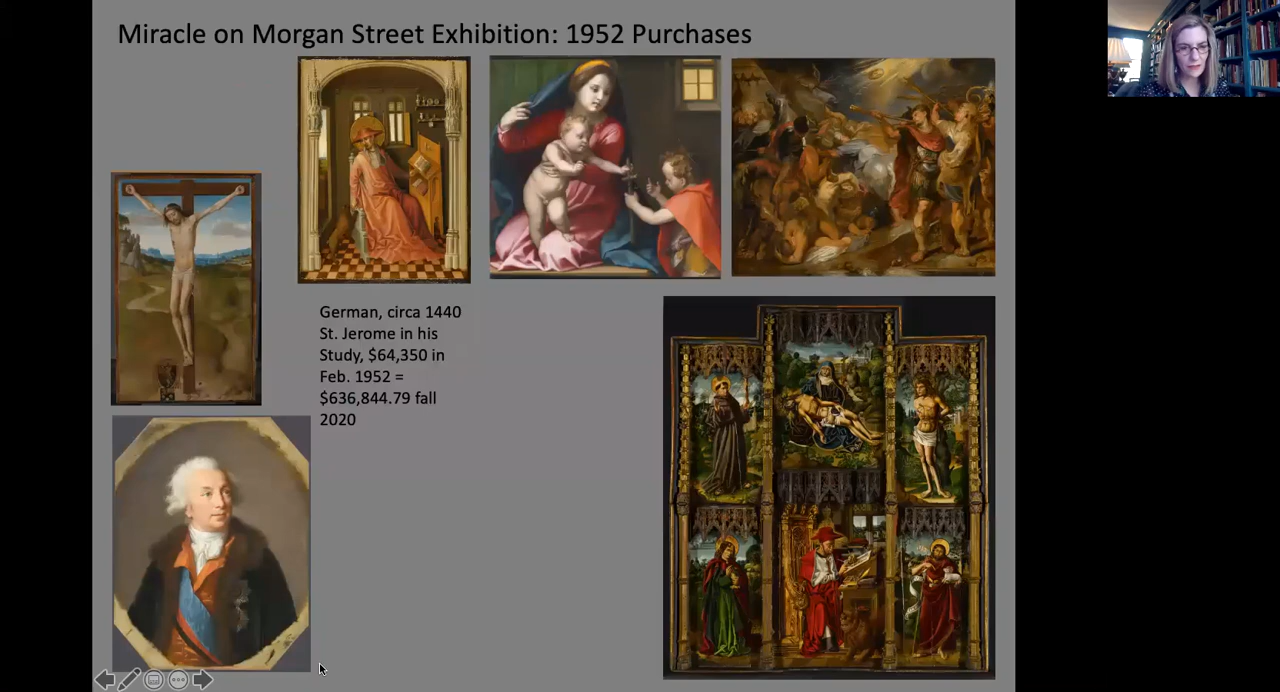 Miracle on Morgan Street Exhibition: 1952 Purchases
German, circa 1440
St. Jerome in his
Study, $64,350 in
Feb. 1952 =
$636,844.79 fall
2020